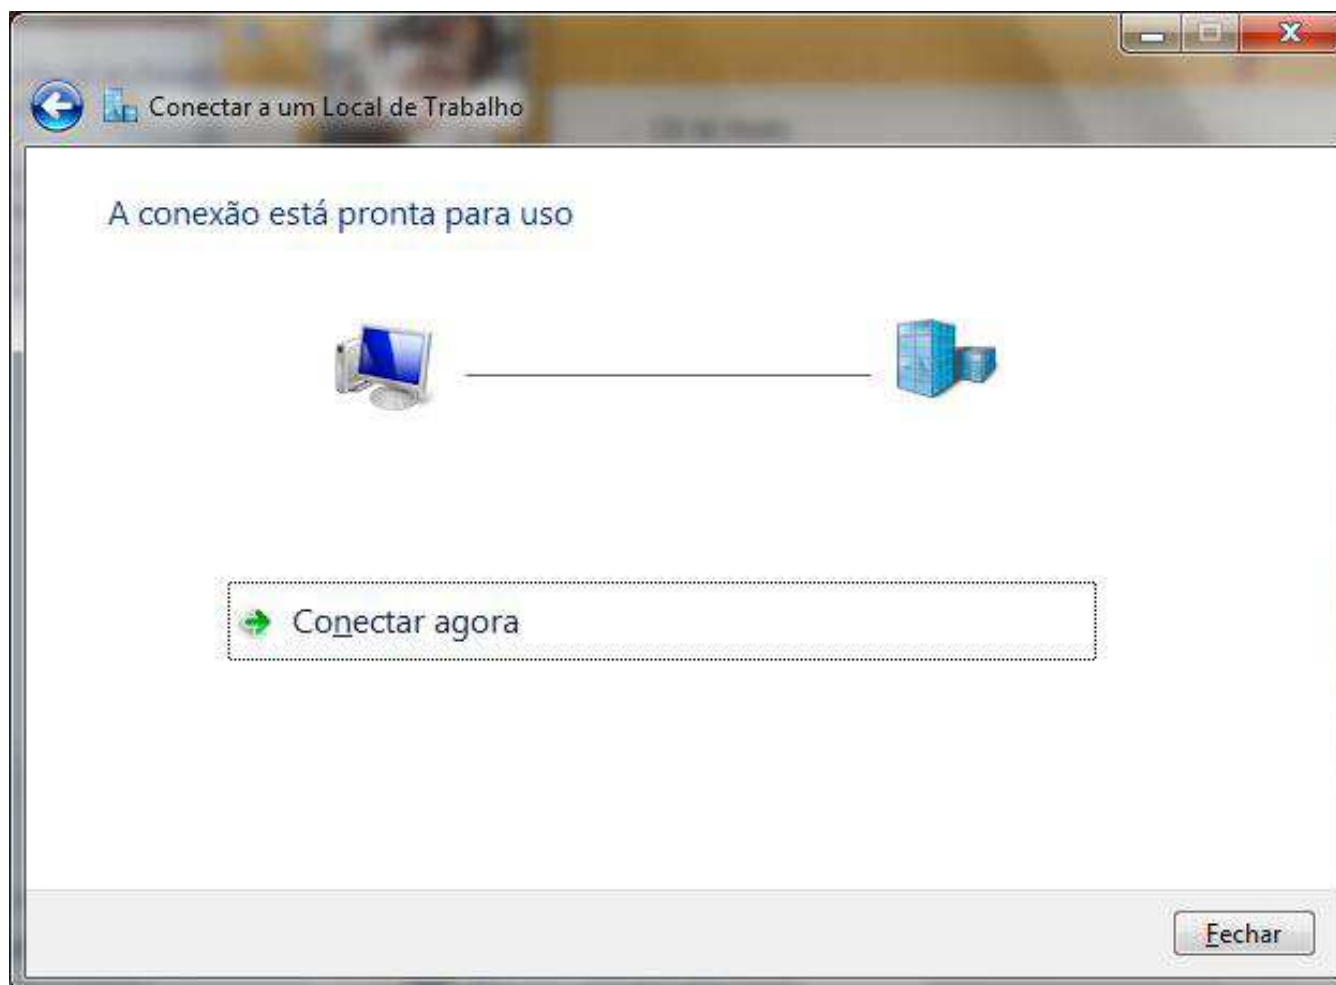 Conectar a um Local de Trabalho
A conexão está pronta para uso
Conectar agora
Fechar